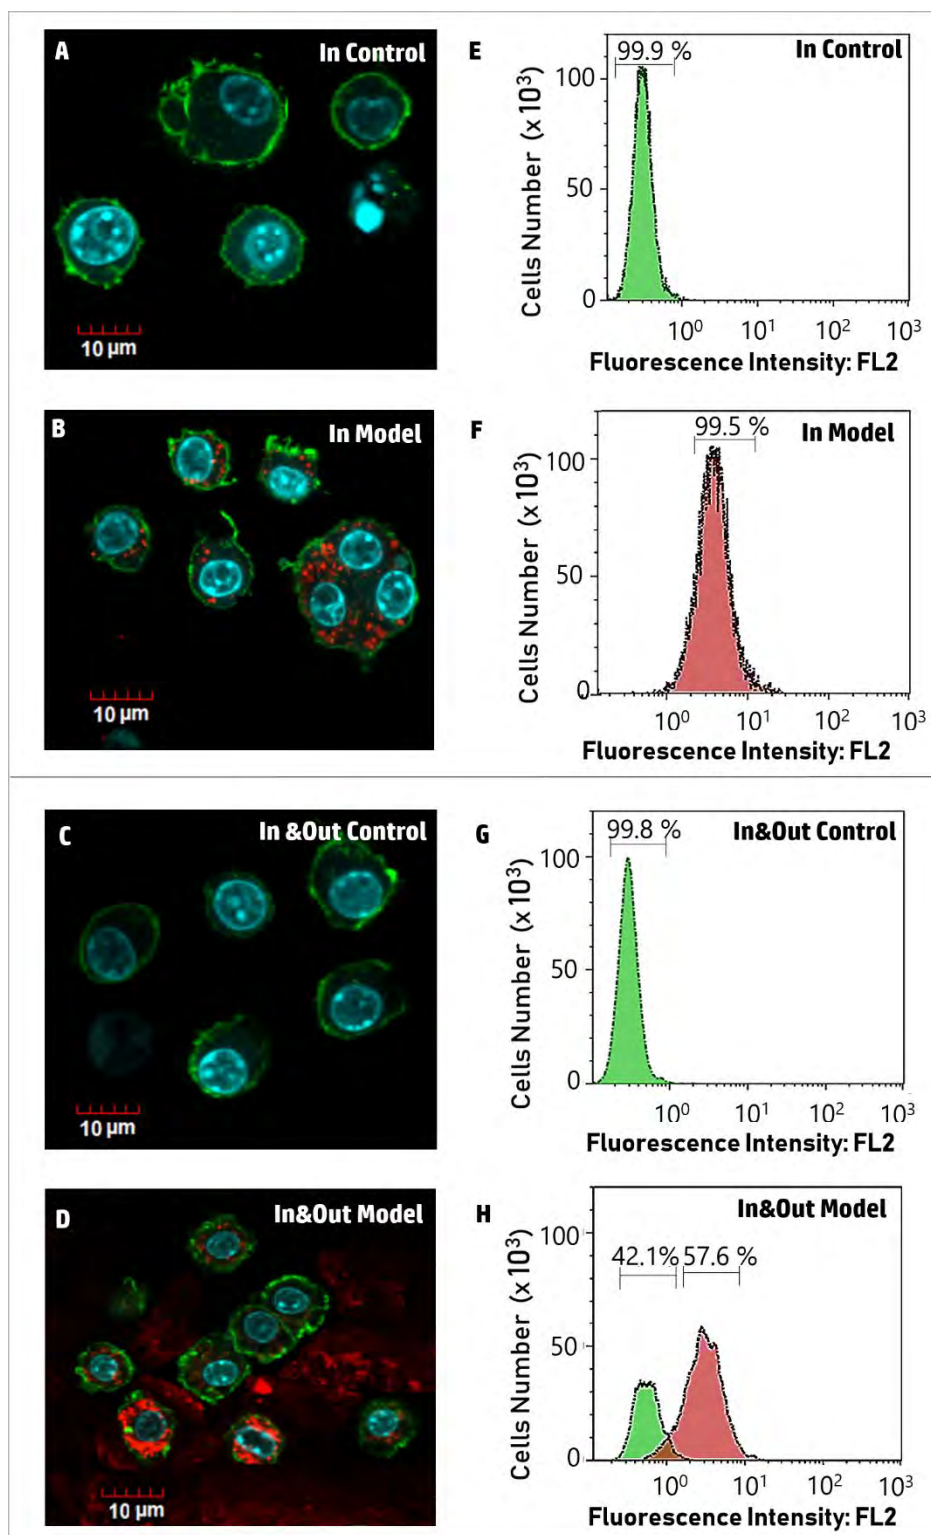 A
In Control
10 µm
E
99.9 %
In Control
100
50
0
Cells Number (x 10³)
10⁰ 10¹ 10² 10³
Fluorescence Intensity: FL2
B
In Model
10 µm
F
99.5 %
In Model
100
50
0
Cells Number (x 10³)
10⁰ 10¹ 10² 10³
Fluorescence Intensity: FL2
C
In &Out Control
10 µm
G
99.8 %
In&Out Control
100
50
0
Cells Number (x 10³)
10⁰ 10¹ 10² 10³
Fluorescence Intensity: FL2
D
In&Out Model
10 µm
H
In&Out Model
42.1% 57.6 %
100
50
0
Cells Number (x 10³)
10⁰ 10¹ 10² 10³
Fluorescence Intensity: FL2